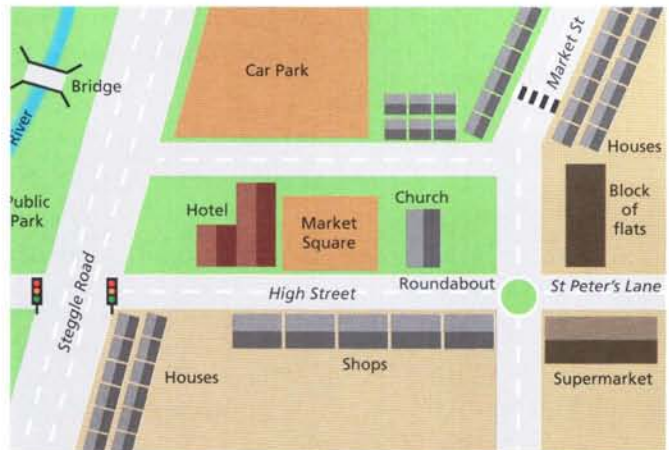 Market St
Car Park
Bridge
River
Houses
Public
Park
Hotel
Market
Square
Church
Block
of
flats
Steggle Road
High Street
Roundabout
St Peter's Lane
Houses
Shops
Supermarket